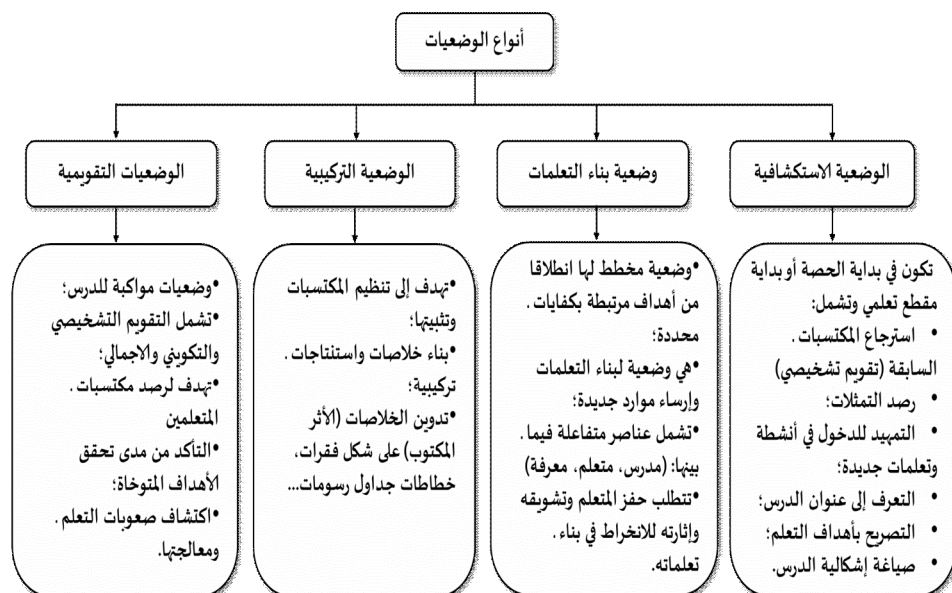 أنواع الوضعيات
الوضعية الاستكشافية
وضعية بناء التعلمات
الوضعية التركيبية
الوضعيات التقويمية
تكون في بداية الحصة أو بداية
مقطع تعلمي وتشمل:
• استرجاع المكتسبات .
السابقة (تقويم تشخيصي)
• رصد التمثلات؛
• التمهيد للدخول في أنشطة
وتعلمات جديدة؛
• التعرف إلى عنوان الدرس؛
• التصريح بأهداف التعلم؛
• صياغة إشكالية الدرس.
•وضعية مخطط لها انطلاقا
من أهداف مرتبطة بكفايات .
محددة؛
•هي وضعية لبناء التعلمات
وإرساء موارد جديدة؛
•تشمل عناصر متفاعلة فيما .
بينها: (مدرس، متعلم، معرفة)
•تتطلب حفز المتعلم وتشويقه
وإثارته للانخراط في بناء .
تعلماته.
•تهدف إلى تنظيم المكتسبات
وتثبيتها؛
•بناء خلاصات واستنتاجات .
تركيبية؛
•تدوين الخلاصات (الأثر
المكتوب) على شكل فقرات،
خطاطات جداول رسومات...
•وضعيات مواكبة للدرس؛
•تشمل التقويم التشخيصي
والتكويني والاجمالي؛
•تهدف لرصد مكتسبات .
المتعلمين
•التأكد من مدى تحقق
الأهداف المتوخاة؛
•اكتشاف صعوبات التعلم .
ومعالجتها.